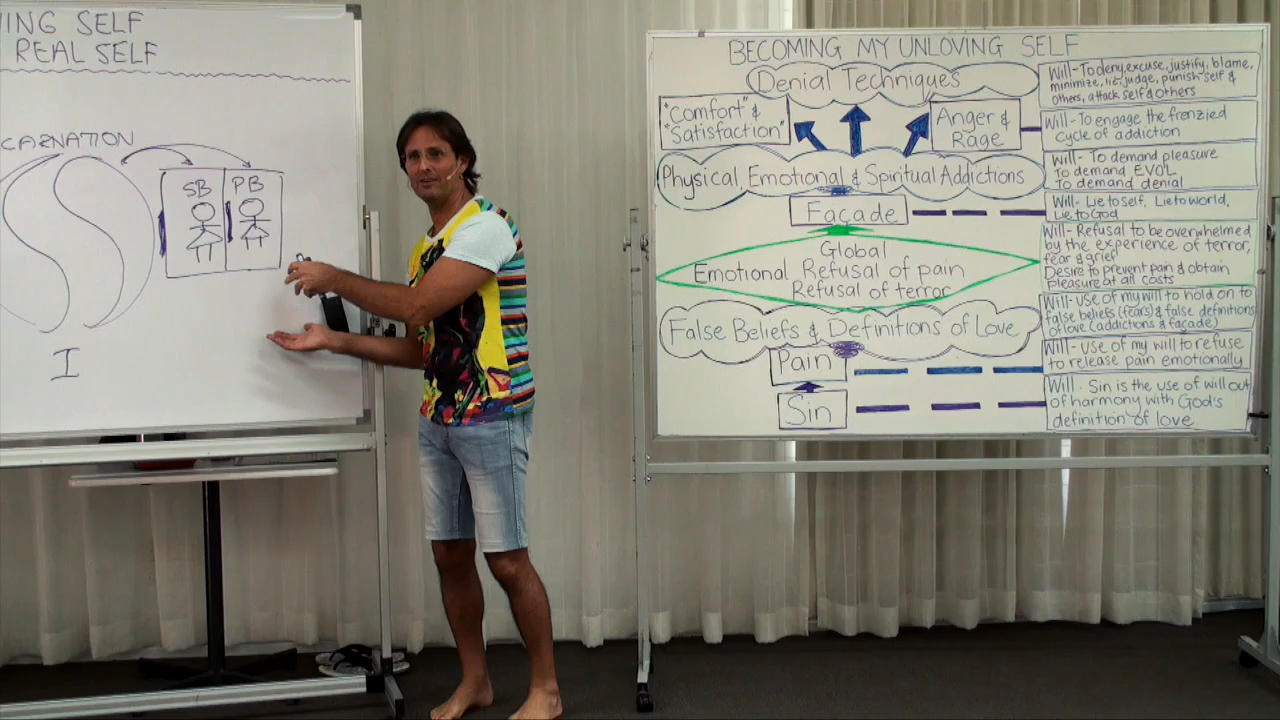 ING SELF
REAL SELF
CARNATION
SB PB
I
BECOMING MY UNLOVING SELF
Denial Techniques
"Comfort" &
"Satisfaction"
Anger &
Rage
Physical, Emotional & Spiritual Addictions
Façade
Global
Emotional Refusal of pain
Refusal of terror
False Beliefs & Definitions of Love
Pain
Sin
Will - To deny, excuse, justify, blame,
minimize, lie, judge, punish self &
others, attack self & others
Will - To engage the frenzied
cycle of addiction
Will - To demand pleasure
To demand EVOL
To demand denial
Will - Lie to self, Lie to world,
Lie to God
Will - Refusal to be overwhelmed
by the experience of terror,
fear & grief
Desire to prevent pain & obtain
Pleasure at all costs
Will - use of my will to hold on to
false beliefs (fears) & false definitions
of love (addictions & façade)
Will - use of my will to refuse
to release pain emotionally
Will - Sin is the use of will out
of harmony with God's
definition of love